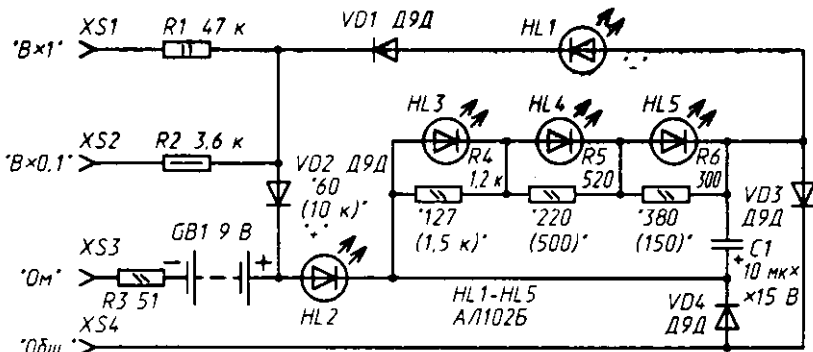 XS1
R1 47 к
VD1 Д9Д
HL1
"В×1"
"-"
XS2
R2 3,6 к
"В×0,1"
HL3
HL4
HL5
R4
1,2 к
R5
520
R6
300
VD2 Д9Д
"60
(10 к)"
"+"
"127
(1,5 к)"
"220
(500)"
"380
(150)"
VD3
Д9Д
C1
+
10 мк×
×15 В
XS3
GB1 9 В
-
+
"Ом"
R3 51
HL2
HL1-HL5
АЛ102Б
VD4
Д9Д
XS4
"Общ."